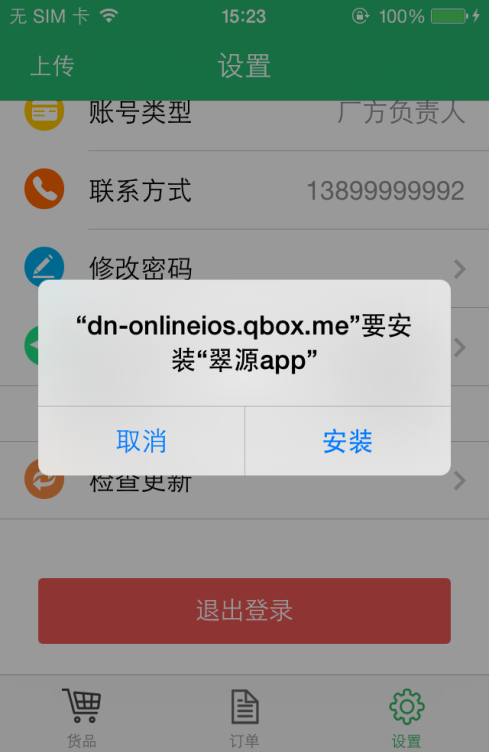 无 SIM 卡 15:23 100%
上传 设置
账号类型 厂方负责人
联系方式 13899999992
修改密码
“dn-onlineios.qbox.me”要安
装“翠源app”
取消 安装
检查更新
退出登录
货品 订单 设置